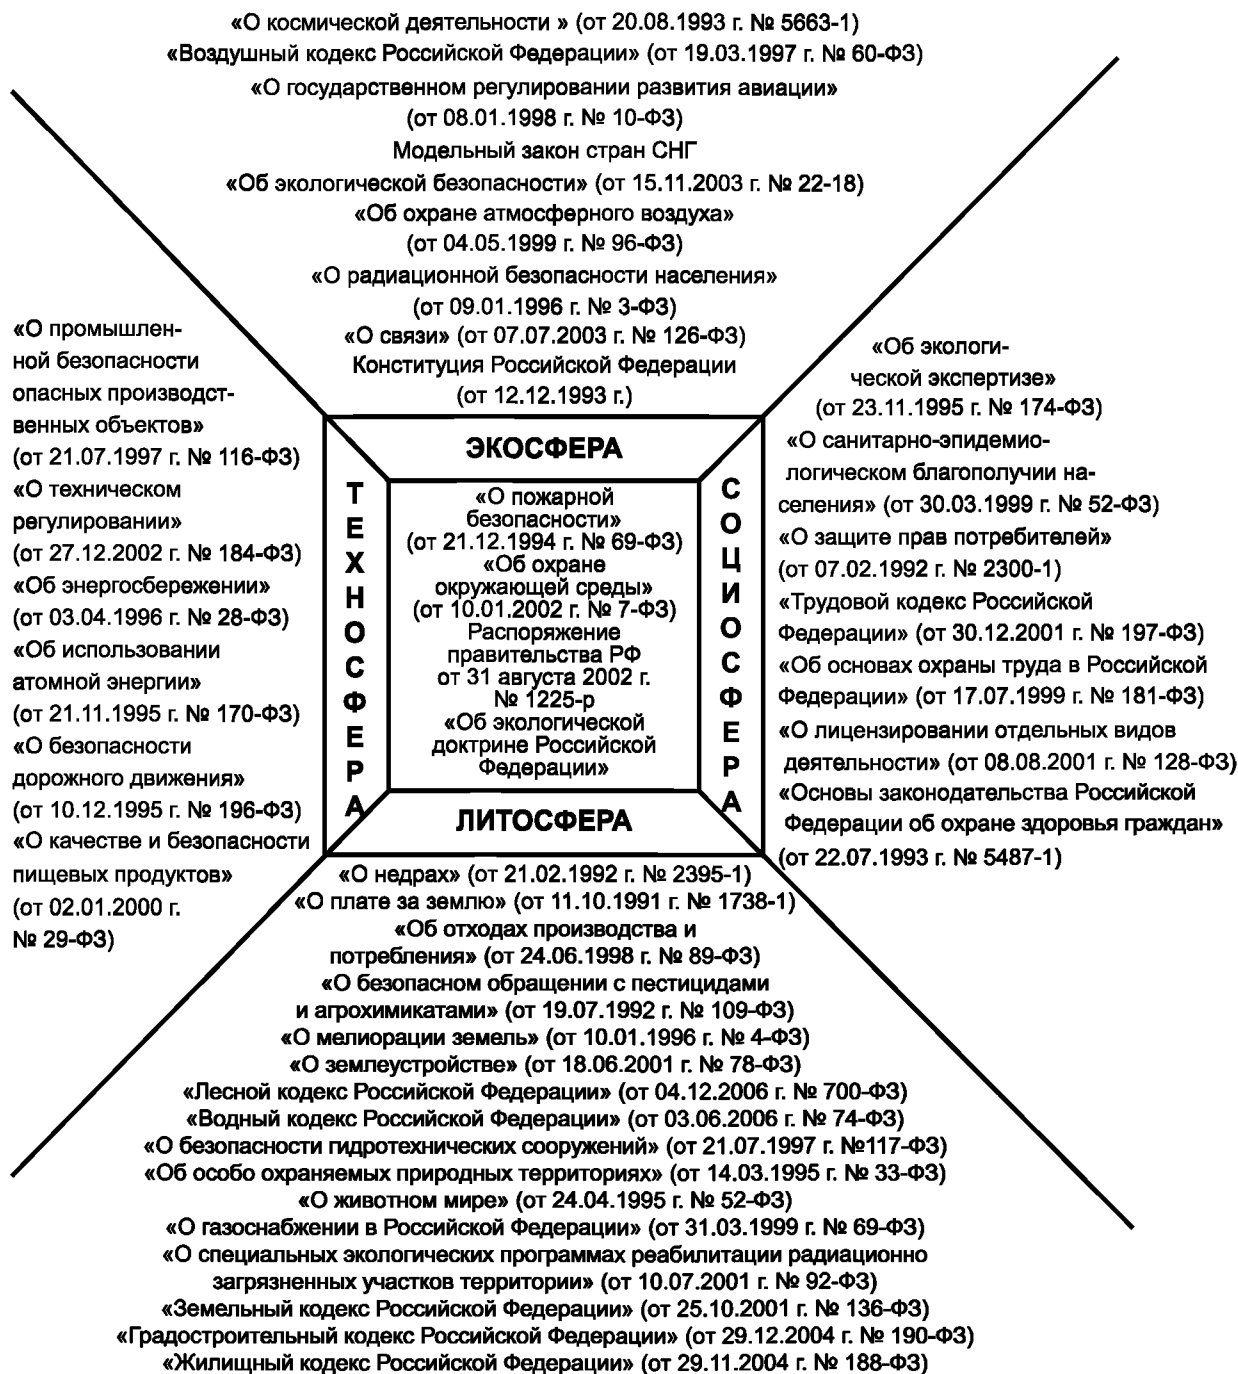 «О космической деятельности » (от 20.08.1993 г. № 5663-1)
«Воздушный кодекс Российской Федерации» (от 19.03.1997 г. № 60-ФЗ)
«О государственном регулировании развития авиации»
(от 08.01.1998 г. № 10-ФЗ)
Модельный закон стран СНГ
«Об экологической безопасности» (от 15.11.2003 г. № 22-18)
«Об охране атмосферного воздуха»
(от 04.05.1999 г. № 96-ФЗ)
«О радиационной безопасности населения»
(от 09.01.1996 г. № 3-ФЗ)
«О связи» (от 07.07.2003 г. № 126-ФЗ)
Конституция Российской Федерации
(от 12.12.1993 г.)
«О промышлен-
ной безопасности
опасных производст-
венных объектов»
(от 21.07.1997 г. № 116-ФЗ)
«О техническом
регулировании»
(от 27.12.2002 г. № 184-ФЗ)
«Об энергосбережении»
(от 03.04.1996 г. № 28-ФЗ)
«Об использовании
атомной энергии»
(от 21.11.1995 г. № 170-ФЗ)
«О безопасности
дорожного движения»
(от 10.12.1995 г. № 196-ФЗ)
«О качестве и безопасности
пищевых продуктов»
(от 02.01.2000 г.
№ 29-ФЗ)
ЭКОСФЕРА
ТЕХНОСФЕРА
«О пожарной
безопасности»
(от 21.12.1994 г. № 69-ФЗ)
«Об охране
окружающей среды»
(от 10.01.2002 г. № 7-ФЗ)
Распоряжение
правительства РФ
от 31 августа 2002 г.
№ 1225-р
«Об экологической
доктрине Российской
Федерации»
СОЦИОСФЕРА
ЛИТОСФЕРА
«Об экологи-
ческой экспертизе»
(от 23.11.1995 г. № 174-ФЗ)
«О санитарно-эпидемио-
логическом благополучии на-
селения» (от 30.03.1999 г. № 52-ФЗ)
«О защите прав потребителей»
(от 07.02.1992 г. № 2300-1)
«Трудовой кодекс Российской
Федерации» (от 30.12.2001 г. № 197-ФЗ)
«Об основах охраны труда в Российской
Федерации» (от 17.07.1999 г. № 181-ФЗ)
«О лицензировании отдельных видов
деятельности» (от 08.08.2001 г. № 128-ФЗ)
«Основы законодательства Российской
Федерации об охране здоровья граждан»
(от 22.07.1993 г. № 5487-1)
«О недрах» (от 21.02.1992 г. № 2395-1)
«О плате за землю» (от 11.10.1991 г. № 1738-1)
«Об отходах производства и
потребления» (от 24.06.1998 г. № 89-ФЗ)
«О безопасном обращении с пестицидами
и агрохимикатами» (от 19.07.1992 г. № 109-ФЗ)
«О мелиорации земель» (от 10.01.1996 г. № 4-ФЗ)
«О землеустройстве» (от 18.06.2001 г. № 78-ФЗ)
«Лесной кодекс Российской Федерации» (от 04.12.2006 г. № 700-ФЗ)
«Водный кодекс Российской Федерации» (от 03.06.2006 г. № 74-ФЗ)
«О безопасности гидротехнических сооружений» (от 21.07.1997 г. №117-ФЗ)
«Об особо охраняемых природных территориях» (от 14.03.1995 г. № 33-ФЗ)
«О животном мире» (от 24.04.1995 г. № 52-ФЗ)
«О газоснабжении в Российской Федерации» (от 31.03.1999 г. № 69-ФЗ)
«О специальных экологических программах реабилитации радиационно
загрязненных участков территории» (от 10.07.2001 г. № 92-ФЗ)
«Земельный кодекс Российской Федерации» (от 25.10.2001 г. № 136-ФЗ)
«Градостроительный кодекс Российской Федерации» (от 29.12.2004 г. № 190-ФЗ)
«Жилищный кодекс Российской Федерации» (от 29.11.2004 г. № 188-ФЗ)